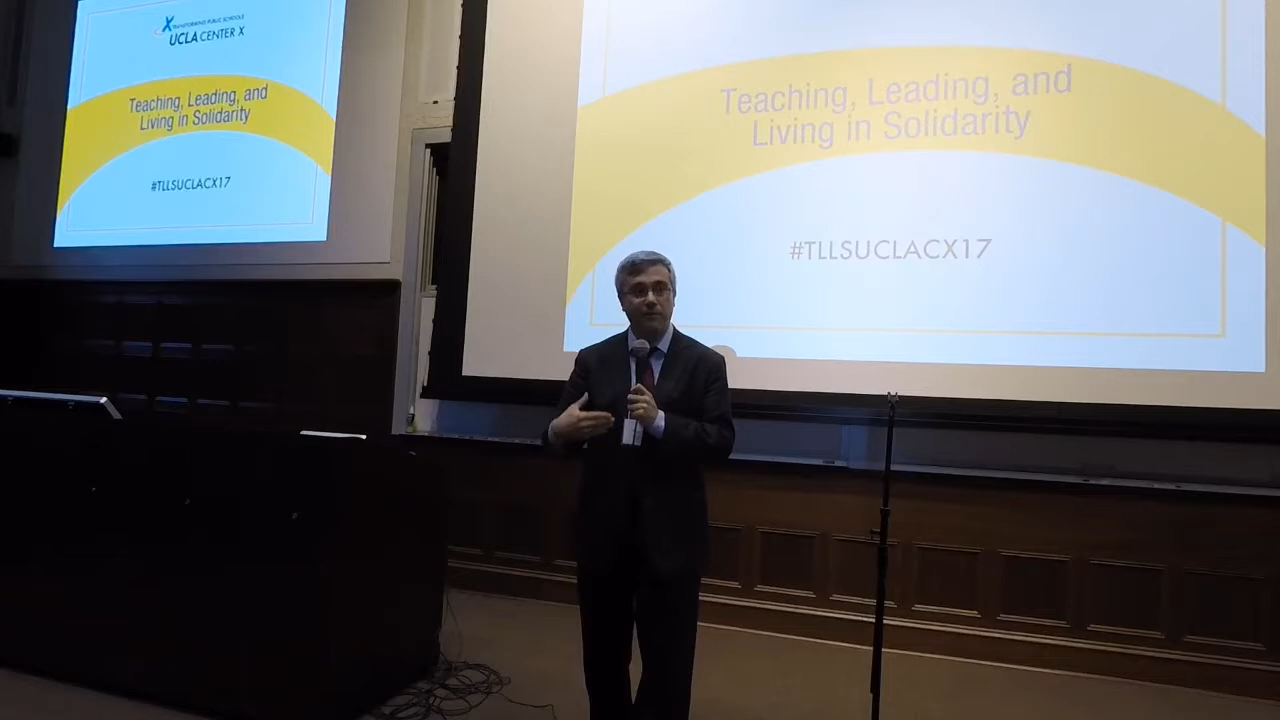 TRANSFORMING PUBLIC SCHOOLS
UCLA CENTER X
Teaching, Leading, and
Living in Solidarity
#TLLSUCLACX17
Teaching, Leading, and
Living in Solidarity
#TLLSUCLACX17